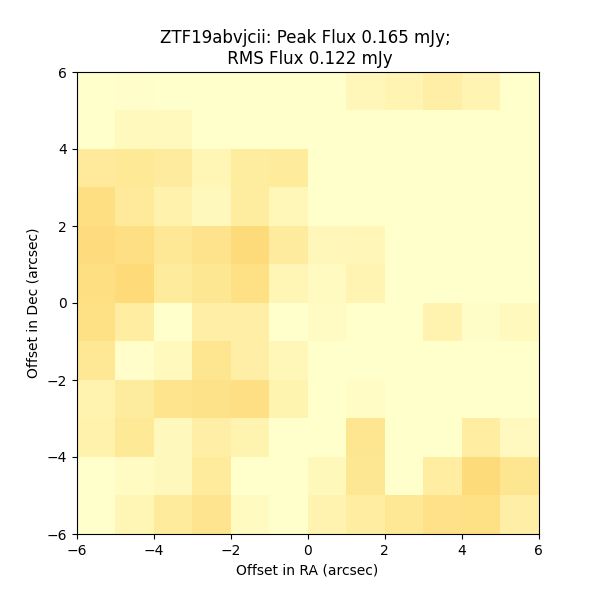 ZTF19abvjcii: Peak Flux 0.165 mJy;
RMS Flux 0.122 mJy
6
4
2
0
−2
−4
−6
Offset in Dec (arcsec)
−6 −4 −2 0 2 4 6
Offset in RA (arcsec)